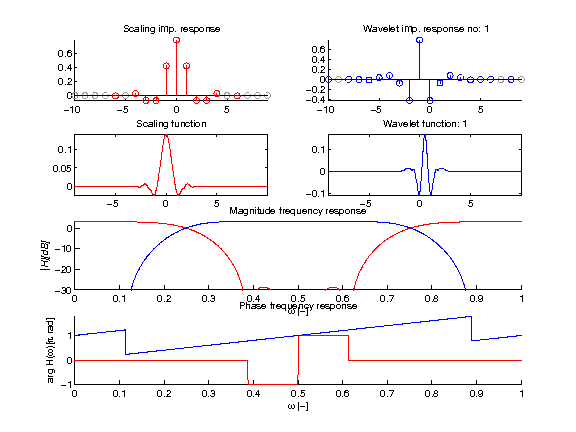 Scaling imp. response
Wavelet imp. response no: 1
0.8
0.6
0.4
0.2
0
-10 -5 0 5
0.8
0.6
0.4
0.2
0
-0.2
-0.4
-10 -5 0 5
Scaling function
Wavelet function: 1
0.1
0.05
0
-5 0 5
0.1
0
-0.1
-5 0 5
Magnitude frequency response
|H|[dB]
0
-10
-20
-30
0 0.1 0.2 0.3 0.4 0.5 0.6 0.7 0.8 0.9 1
ω [−]
Phase frequency response
arg H(ω)[π rad]
1
0
-1
0 0.1 0.2 0.3 0.4 0.5 0.6 0.7 0.8 0.9 1
ω [−]